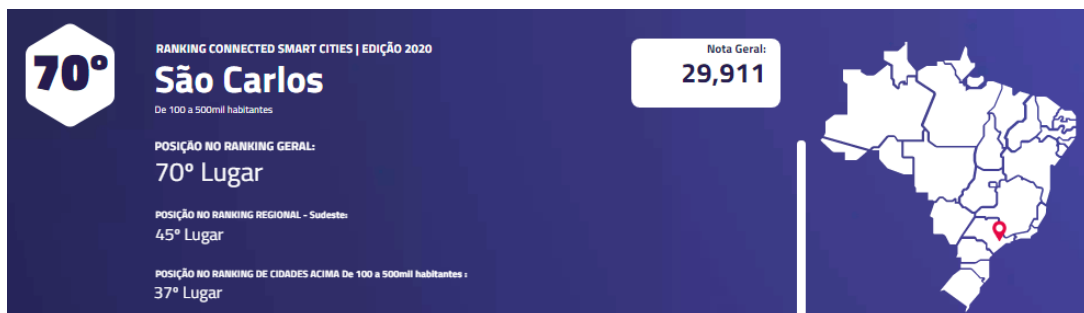 70º
RANKING CONNECTED SMART CITIES | EDIÇÃO 2020
São Carlos
De 100 a 500mil habitantes
Nota Geral:
29,911
POSIÇÃO NO RANKING GERAL:
70º Lugar
POSIÇÃO NO RANKING REGIONAL - Sudeste:
45º Lugar
POSIÇÃO NO RANKING DE CIDADES ACIMA De 100 a 500mil habitantes :
37º Lugar